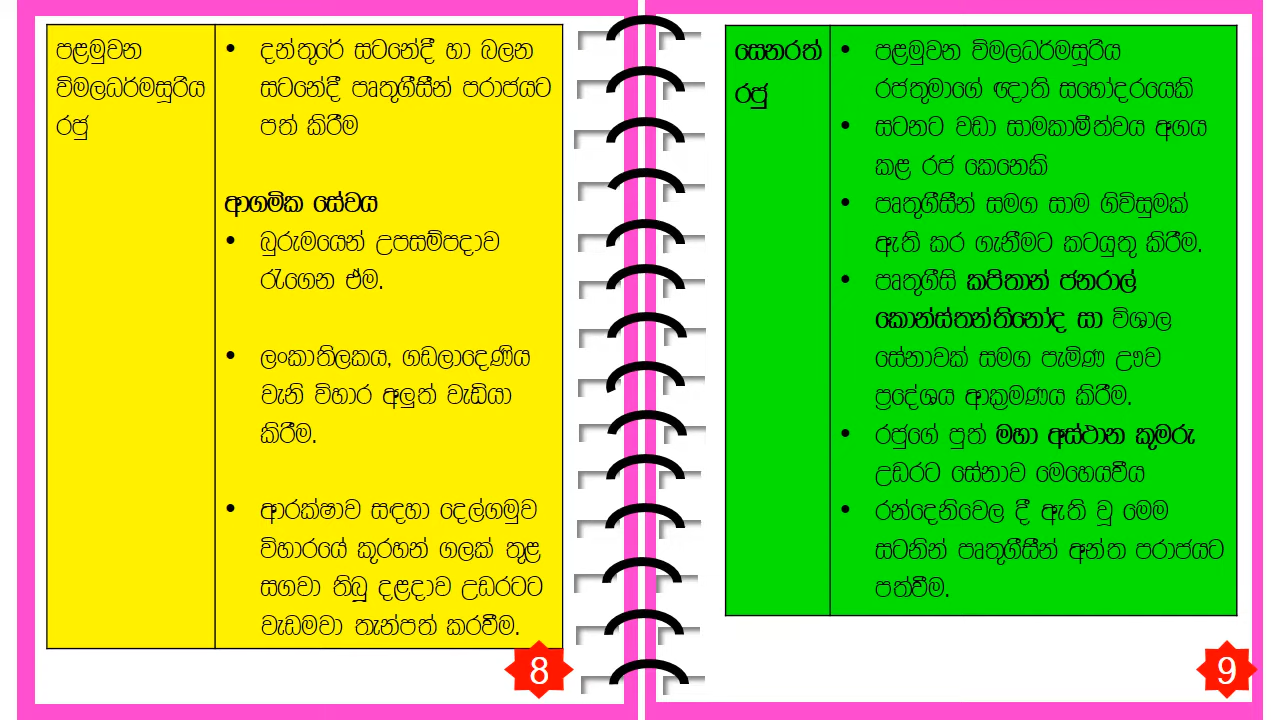 පළමුවන
විමලධර්මසූරිය
රජු
• දන්තුරේ සටනේදී හා බලන
සටනේදී පෘතුගීසීන් පරාජයට
පත් කිරීම
ආගමික සේවය
• බුරුමයෙන් උපසම්පදාව
රැගෙන ඒම.
• ලංකාතිලකය, ගඩලාදෙණිය
වැනි විහාර අලුත් වැඩියා
කිරීම.
• ආරක්ෂාව සඳහා දෙල්ගමුව
විහාරයේ කුරහන් ගලක් තුළ
සඟවා තිබූ දළදාව උඩරටට
වැඩමවා තැන්පත් කරවීම.
8
සෙනරත්
රජු
• පළමුවන විමලධර්මසූරිය
රජතුමාගේ ඥාති සහෝදරයෙකි
• සටනට වඩා සාමකාමීත්වය අගය
කළ රජ කෙනෙකි
• පෘතුගීසීන් සමග සාම ගිවිසුමක්
ඇති කර ගැනීමට කටයුතු කිරීම.
• පෘතුගීසි කපිතාන් ජනරාල්
කොන්ස්තන්තිනෝද සා විශාල
සේනාවක් සමග පැමිණ ඌව
ප්‍රදේශය ආක්‍රමණය කිරීම.
• රජුගේ පුත් මහා අස්ථාන කුමරු
උඩරට සේනාව මෙහෙයවීය
• රන්දෙනිවෙල දී ඇති වූ මෙම
සටනින් පෘතුගීසීන් අන්ත පරාජයට
පත්වීම.
9